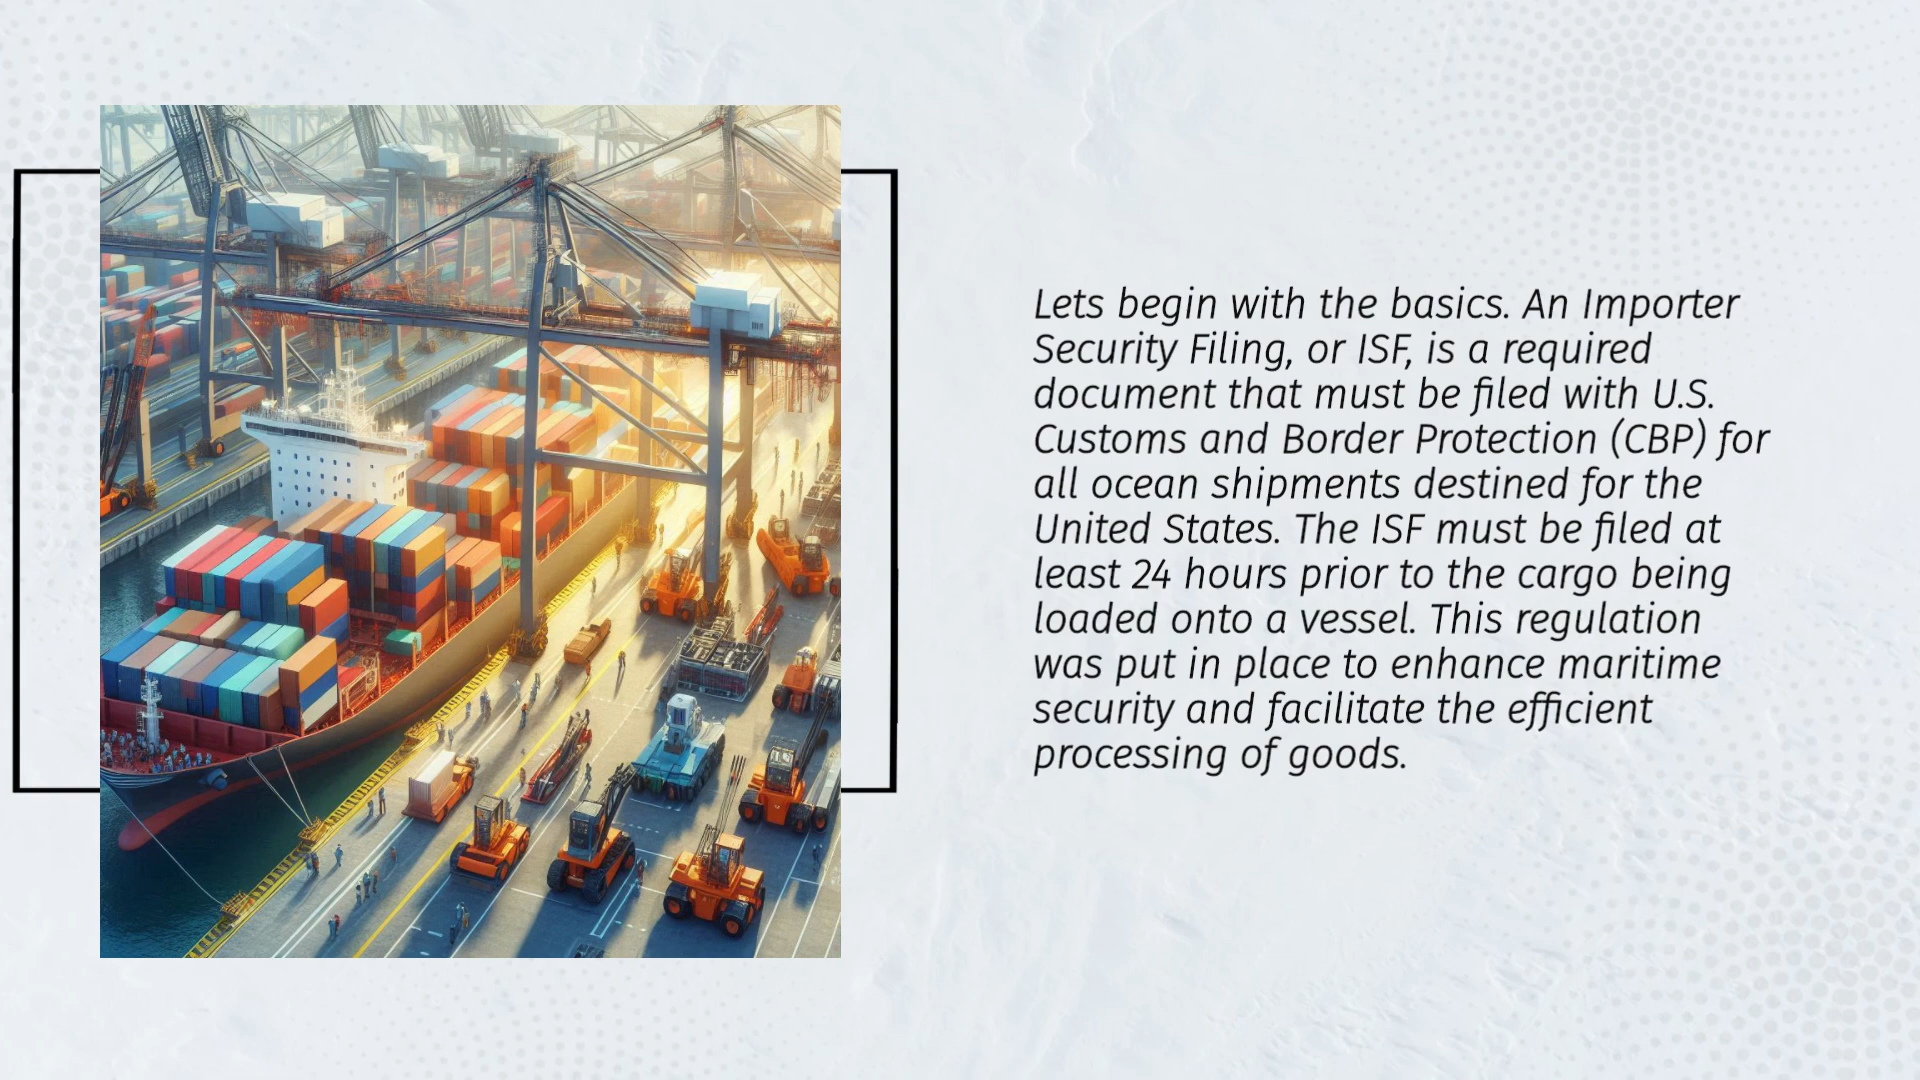 Lets begin with the basics. An Importer
Security Filing, or ISF, is a required
document that must be filed with U.S.
Customs and Border Protection (CBP) for
all ocean shipments destined for the
United States. The ISF must be filed at
least 24 hours prior to the cargo being
loaded onto a vessel. This regulation
was put in place to enhance maritime
security and facilitate the efficient
processing of goods.